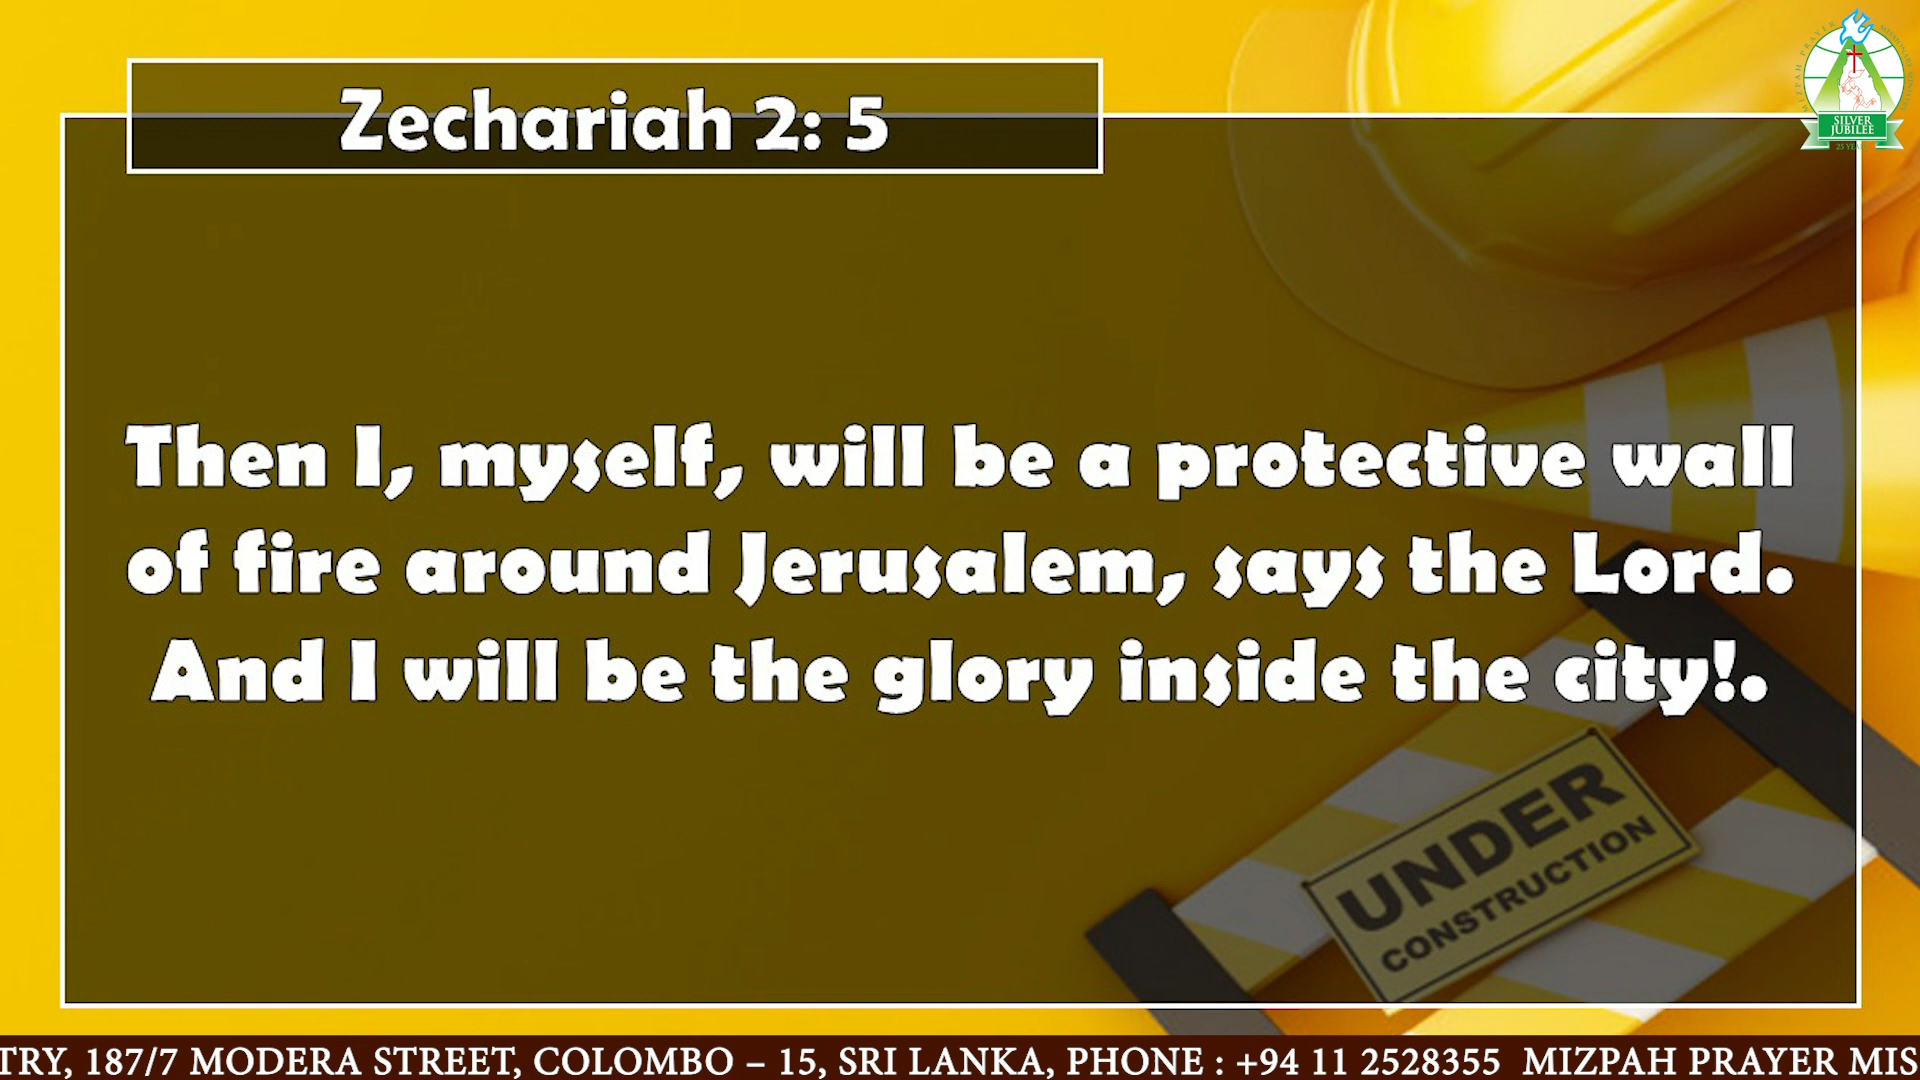 Zechariah 2: 5
Then I, myself, will be a protective wall
of fire around Jerusalem, says the Lord.
And I will be the glory inside the city!.
UNDER
CONSTRUCTION
MIZPAH PRAYER
SILVER
JUBILEE
TRY, 187/7 MODERA STREET, COLOMBO – 15, SRI LANKA, PHONE : +94 11 2528355 MIZPAH PRAYER MIS